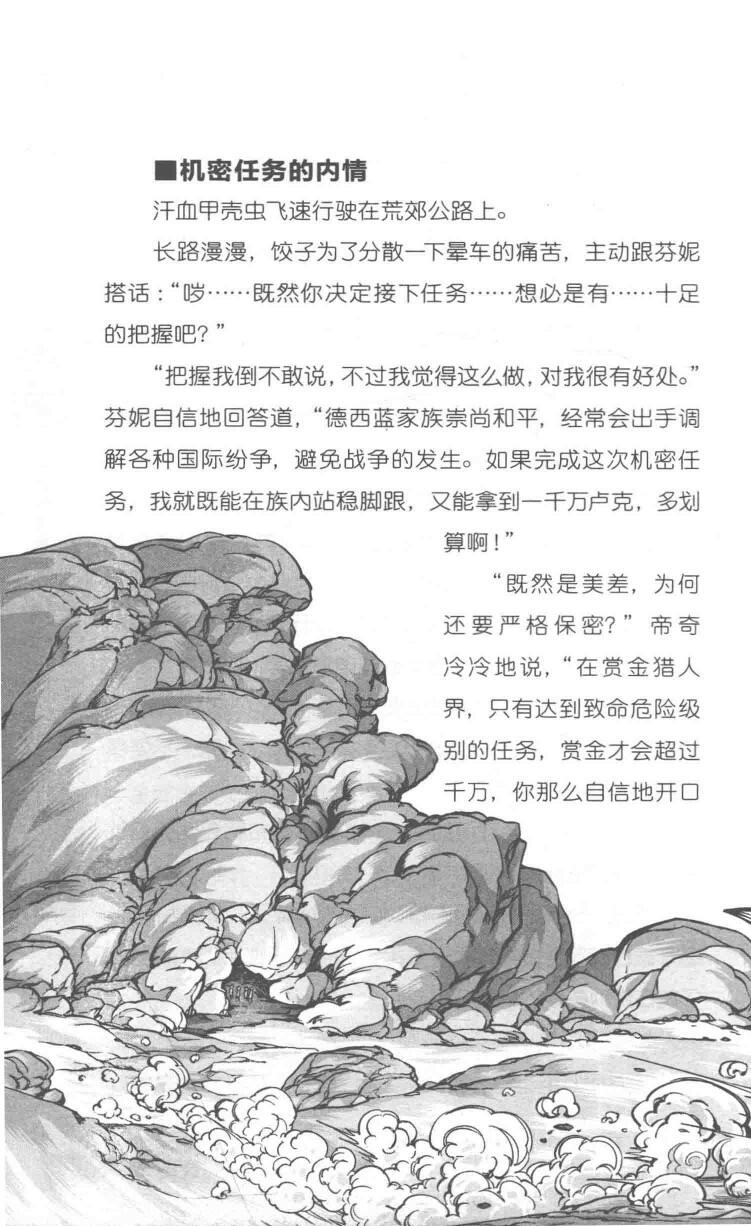 ■机密任务的内情
汗血甲壳虫飞速行驶在荒郊公路上。
长路漫漫，饺子为了分散一下晕车的痛苦，主动跟芬妮
搭话：“哕……既然你决定接下任务……想必是有……十足
的把握吧？”
“把握我倒不敢说，不过我觉得这么做，对我很有好处。”
芬妮自信地回答道，“德西蓝家族崇尚和平，经常会出手调
解各种国际纷争，避免战争的发生。如果完成这次机密任
务，我就既能在族内站稳脚跟，又能拿到一千万卢克，多划
算啊！”
“既然是美差，为何
还要严格保密？”帝奇
冷冷地说，“在赏金猎人
界，只有达到致命危险级
别的任务，赏金才会超过
千万，你那么自信地开口